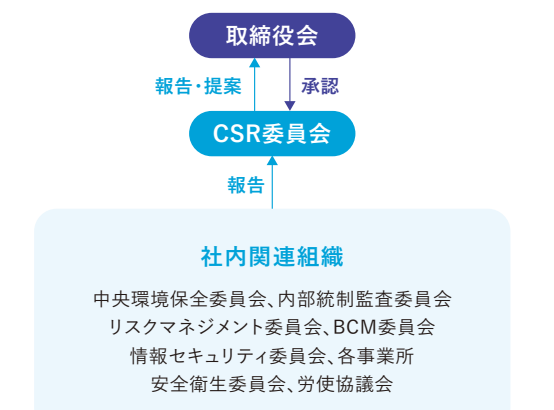 取締役会
報告・提案
承認
CSR委員会
報告
社内関連組織
中央環境保全委員会、内部統制監査委員会
リスクマネジメント委員会、BCM委員会
情報セキュリティ委員会、各事業所
安全衛生委員会、労使協議会